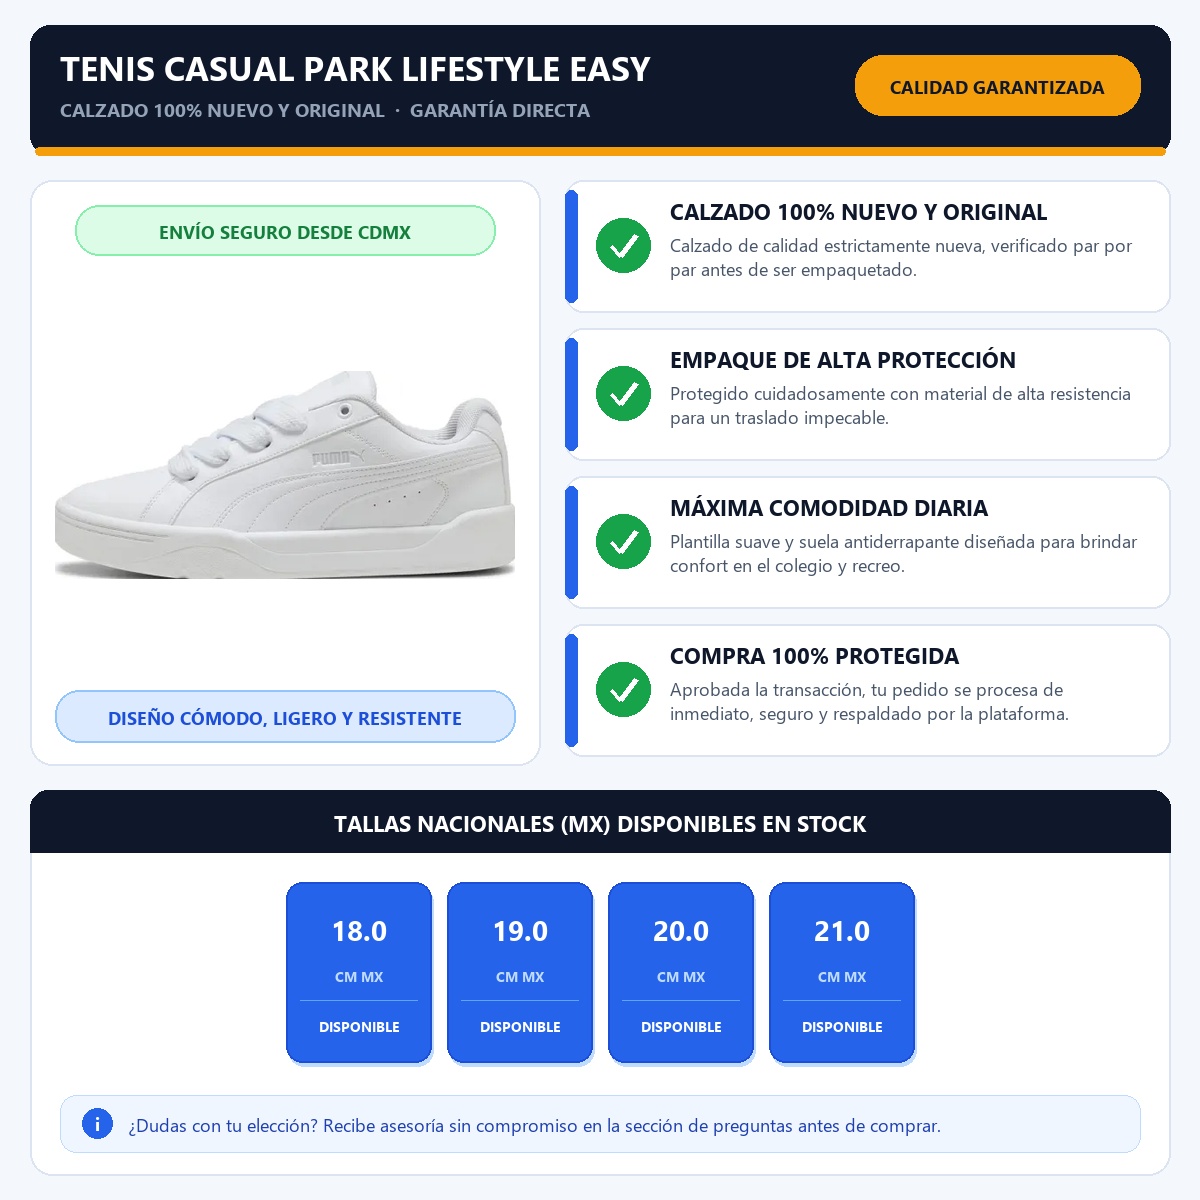 TENIS CASUAL PARK LIFESTYLE EASY
CALZADO 100% NUEVO Y ORIGINAL · GARANTÍA DIRECTA
CALIDAD GARANTIZADA
ENVÍO SEGURO DESDE CDMX
PUMA
DISEÑO CÓMODO, LIGERO Y RESISTENTE
CALZADO 100% NUEVO Y ORIGINAL
Calzado de calidad estrictamente nueva, verificado par por
par antes de ser empaquetado.
EMPAQUE DE ALTA PROTECCIÓN
Protegido cuidadosamente con material de alta resistencia
para un traslado impecable.
MÁXIMA COMODIDAD DIARIA
Plantilla suave y suela antiderrapante diseñada para brindar
confort en el colegio y recreo.
COMPRA 100% PROTEGIDA
Aprobada la transacción, tu pedido se procesa de
inmediato, seguro y respaldado por la plataforma.
TALLAS NACIONALES (MX) DISPONIBLES EN STOCK
18.0
CM MX
DISPONIBLE
19.0
CM MX
DISPONIBLE
20.0
CM MX
DISPONIBLE
21.0
CM MX
DISPONIBLE
¿Dudas con tu elección? Recibe asesoría sin compromiso en la sección de preguntas antes de comprar.